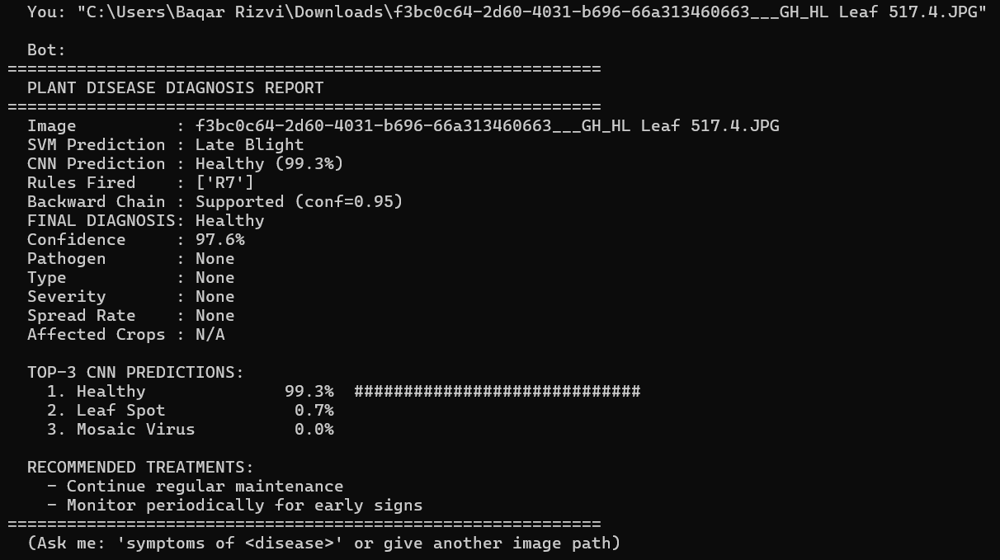 You: "C:\Users\Baqar Rizvi\Downloads\f3bc0c64-2d60-4031-b696-66a313460663___GH_HL Leaf 517.4.JPG"
Bot:
============================================================
PLANT DISEASE DIAGNOSIS REPORT
============================================================
Image : f3bc0c64-2d60-4031-b696-66a313460663___GH_HL Leaf 517.4.JPG
SVM Prediction : Late Blight
CNN Prediction : Healthy (99.3%)
Rules Fired : ['R7']
Backward Chain : Supported (conf=0.95)
FINAL DIAGNOSIS: Healthy
Confidence : 97.6%
Pathogen : None
Type : None
Severity : None
Spread Rate : None
Affected Crops : N/A
TOP-3 CNN PREDICTIONS:
1. Healthy 99.3% #############################
2. Leaf Spot 0.7%
3. Mosaic Virus 0.0%
RECOMMENDED TREATMENTS:
- Continue regular maintenance
- Monitor periodically for early signs
============================================================
(Ask me: 'symptoms of <disease>' or give another image path)